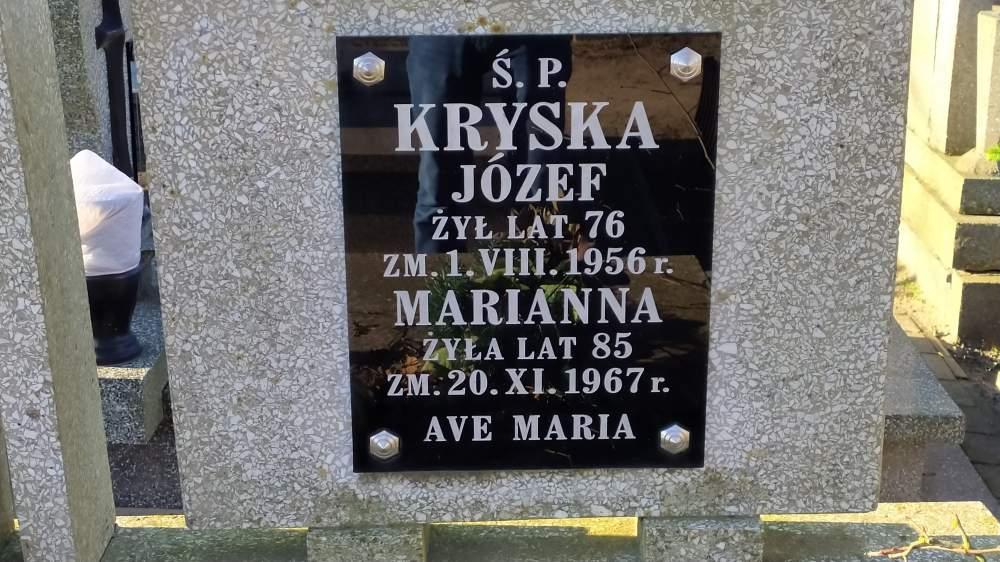 Ś. P.
KRYSKA
JÓZEF
ŻYŁ LAT 76
ZM. 1. VIII. 1956 r.
MARIANNA
ŻYŁA LAT 85
ZM. 20. XI. 1967 r.
AVE MARIA